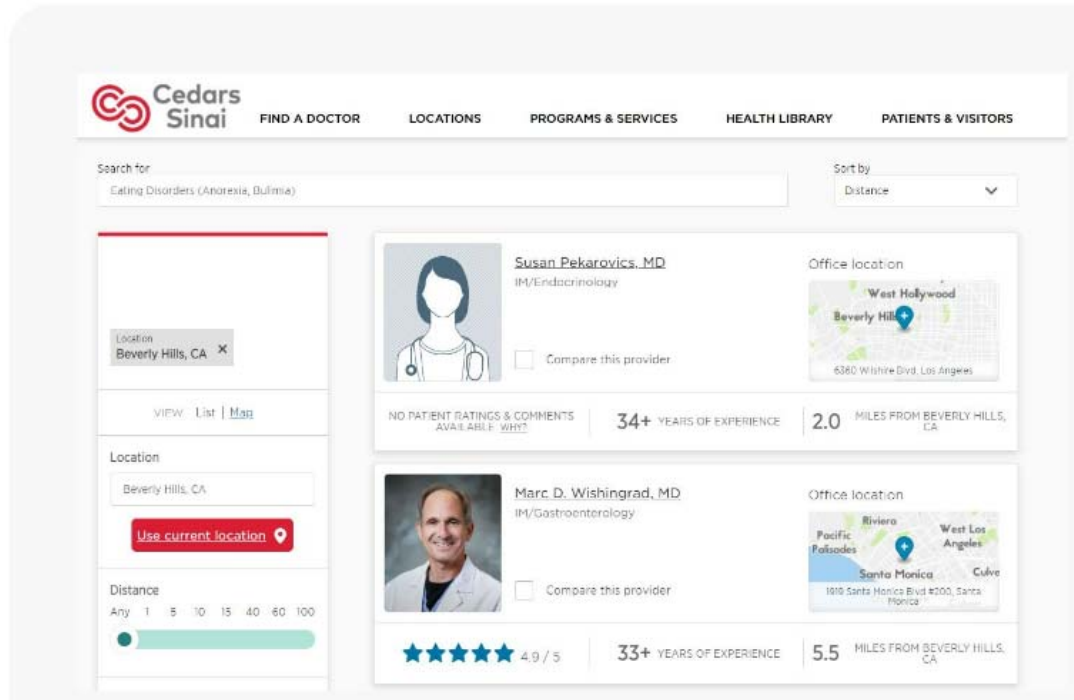 Cedars
Sinai
FIND A DOCTOR
LOCATIONS
PROGRAMS & SERVICES
HEALTH LIBRARY
PATIENTS & VISITORS
Search for
Eating Disorders (Anorexia, Bulimia)
Sort by
Distance
Location
Beverly Hills, CA ×
VIEW: List | Map
Location
Beverly Hills, CA
Use current location
Distance
Any 1 5 10 15 40 60 100
Susan Pekarovics, MD
IM/Endocrinology
Compare this provider
Office location
West Hollywood
Beverly Hill
6360 Wilshire Blvd, Los Angeles
NO PATIENT RATINGS & COMMENTS
AVAILABLE WHY?
34+ YEARS OF EXPERIENCE
2.0 MILES FROM BEVERLY HILLS,
CA
Marc D. Wishingrad, MD
IM/Gastroenterology
Compare this provider
Office location
Riviera
Pacific
Palisades
West Los
Angeles
Santa Monica
Culve
1919 Santa Monica Blvd #200, Santa
Monica
4.9 / 5
33+ YEARS OF EXPERIENCE
5.5 MILES FROM BEVERLY HILLS,
CA